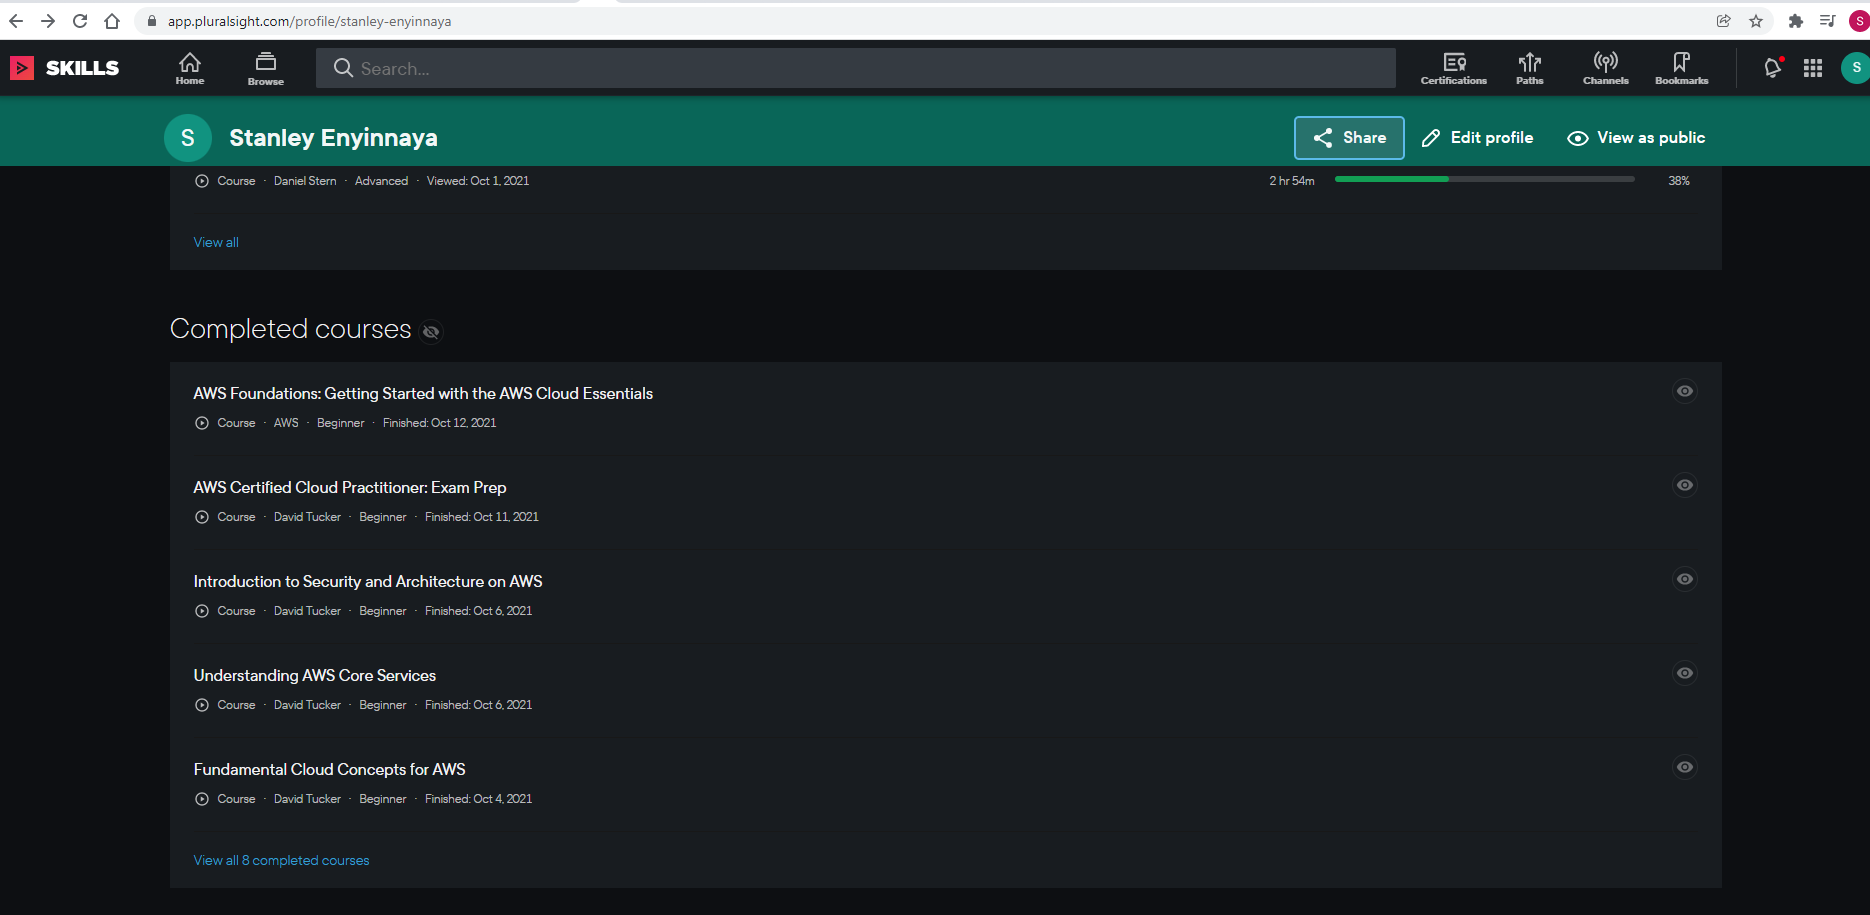 app.pluralsight.com/profile/stanley-enyinnaya
S
SKILLS
Home
Browse
Search...
Certifications
Paths
Channels
Bookmarks
S
S
Stanley Enyinnaya
Share
Edit profile
View as public
Course · Daniel Stern · Advanced · Viewed: Oct 1, 2021
2 hr 54m
38%
View all
Completed courses
AWS Foundations: Getting Started with the AWS Cloud Essentials
Course · AWS · Beginner · Finished: Oct 12, 2021
AWS Certified Cloud Practitioner: Exam Prep
Course · David Tucker · Beginner · Finished: Oct 11, 2021
Introduction to Security and Architecture on AWS
Course · David Tucker · Beginner · Finished: Oct 6, 2021
Understanding AWS Core Services
Course · David Tucker · Beginner · Finished: Oct 6, 2021
Fundamental Cloud Concepts for AWS
Course · David Tucker · Beginner · Finished: Oct 4, 2021
View all 8 completed courses